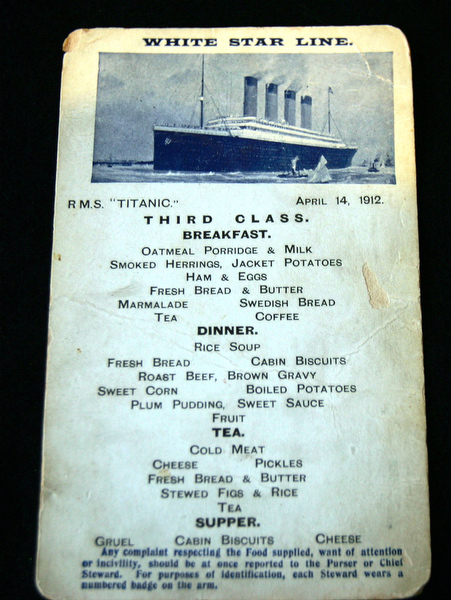 WHITE STAR LINE.
R.M.S. "TITANIC." APRIL 14, 1912.
THIRD CLASS.
BREAKFAST.
OATMEAL PORRIDGE & MILK
SMOKED HERRINGS, JACKET POTATOES
HAM & EGGS
FRESH BREAD & BUTTER
MARMALADE SWEDISH BREAD
TEA COFFEE
DINNER.
RICE SOUP
FRESH BREAD CABIN BISCUITS
ROAST BEEF, BROWN GRAVY
SWEET CORN BOILED POTATOES
PLUM PUDDING, SWEET SAUCE
FRUIT
TEA.
COLD MEAT
CHEESE PICKLES
FRESH BREAD & BUTTER
STEWED FIGS & RICE
TEA
SUPPER.
GRUEL CABIN BISCUITS CHEESE
Any complaint respecting the Food supplied, want of attention
or incivility, should be at once reported to the Purser or Chief
Steward. For purposes of identification, each Steward wears a
numbered badge on the arm.